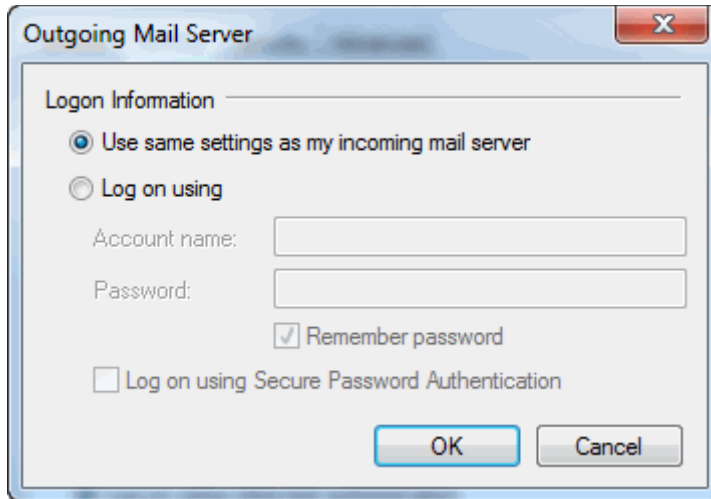 Outgoing Mail Server
Logon Information
Use same settings as my incoming mail server
Log on using
Account name:
Password:
Remember password
Log on using Secure Password Authentication
OK Cancel